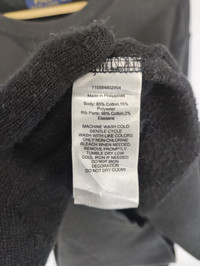 Made in Philippines
Body: 85% Cotton,15%
Polyester
Rib Parts: 98% Cotton,2%
Elastane
MACHINE WASH COLD
GENTLE CYCLE
WASH WITH LIKE COLORS
ONLY NON-CHLORINE
BLEACH WHEN NEEDED
REMOVE PROMPTLY
TUMBLE DRY LOW
COOL IRON IF NEEDED
DO NOT IRON
DECORATION
DO NOT DRY CLEAN